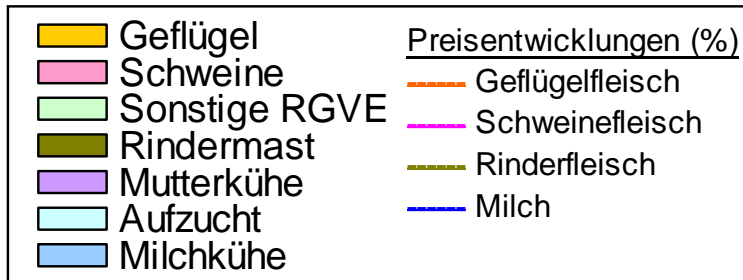 Geflügel
Schweine
Sonstige RGVE
Rindermast
Mutterkühe
Aufzucht
Milchkühe
Preisentwicklungen (%)
Geflügelfleisch
Schweinefleisch
Rinderfleisch
Milch